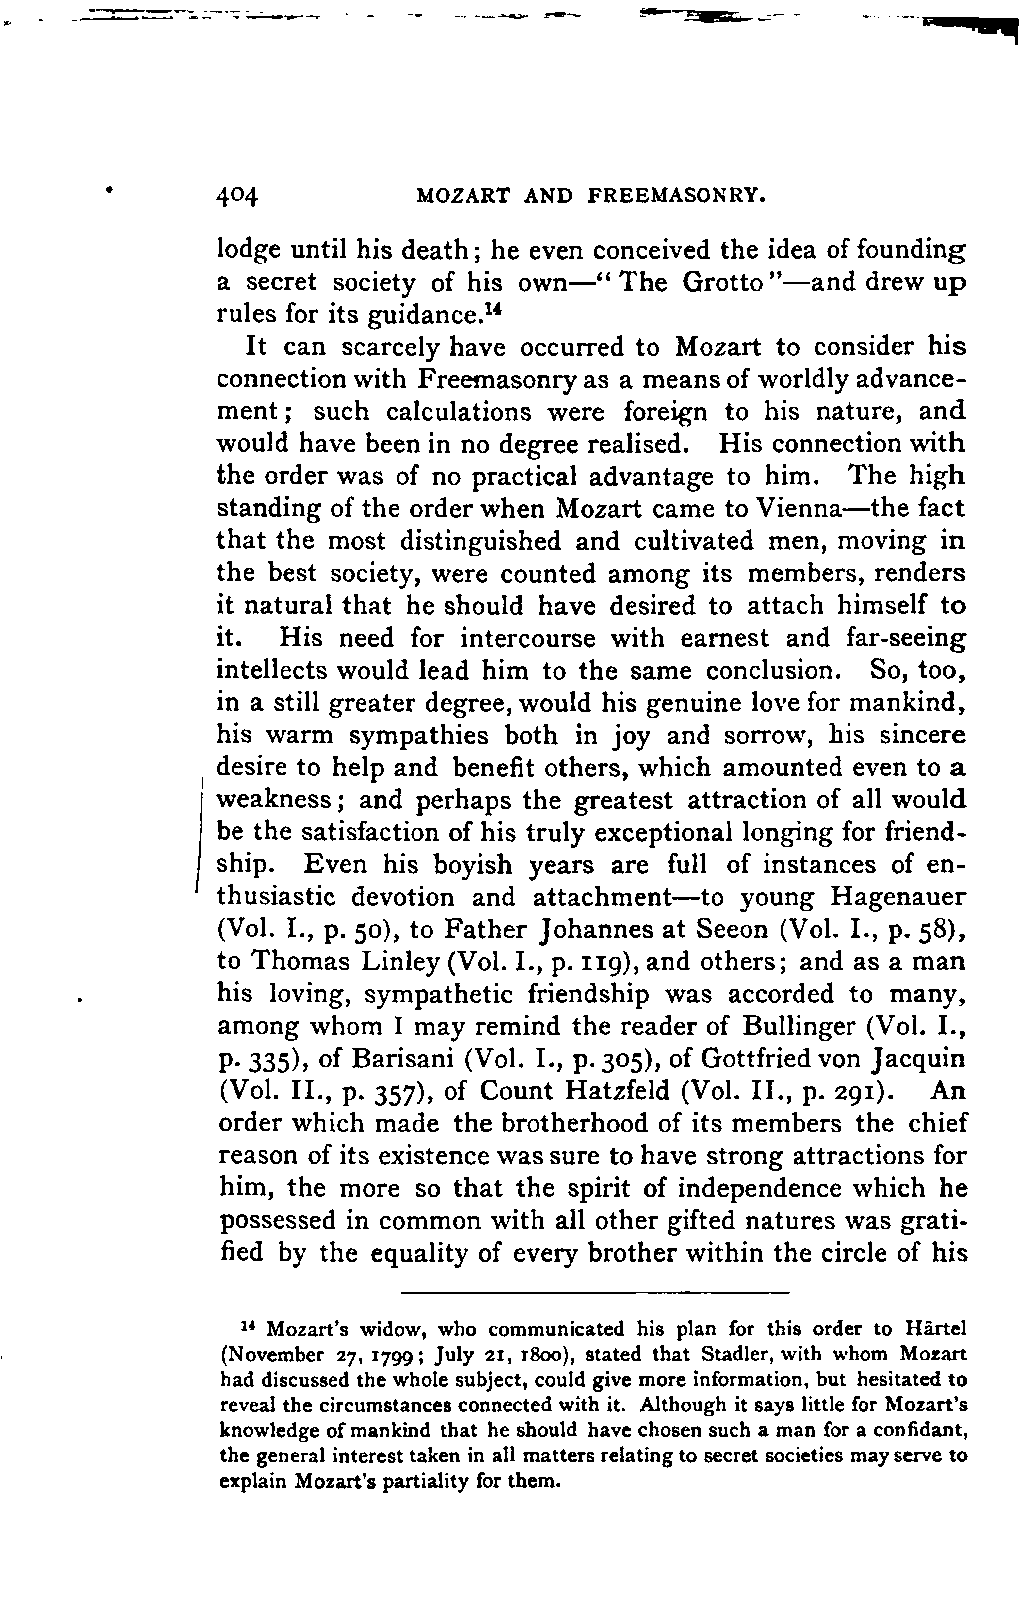 404 MOZART AND FREEMASONRY.
lodge until his death; he even conceived the idea of founding
a secret society of his own—“The Grotto”—and drew up
rules for its guidance.¹⁴
It can scarcely have occurred to Mozart to consider his
connection with Freemasonry as a means of worldly advance-
ment; such calculations were foreign to his nature, and
would have been in no degree realised. His connection with
the order was of no practical advantage to him. The high
standing of the order when Mozart came to Vienna—the fact
that the most distinguished and cultivated men, moving in
the best society, were counted among its members, renders
it natural that he should have desired to attach himself to
it. His need for intercourse with earnest and far-seeing
intellects would lead him to the same conclusion. So, too,
in a still greater degree, would his genuine love for mankind,
his warm sympathies both in joy and sorrow, his sincere
desire to help and benefit others, which amounted even to a
weakness; and perhaps the greatest attraction of all would
be the satisfaction of his truly exceptional longing for friend-
ship. Even his boyish years are full of instances of en-
thusiastic devotion and attachment—to young Hagenauer
(Vol. I., p. 50), to Father Johannes at Seeon (Vol. I., p. 58),
to Thomas Linley (Vol. I., p. 119), and others; and as a man
his loving, sympathetic friendship was accorded to many,
among whom I may remind the reader of Bullinger (Vol. I.,
p. 335), of Barisani (Vol. I., p. 305), of Gottfried von Jacquin
(Vol. II., p. 357), of Count Hatzfeld (Vol. II., p. 291). An
order which made the brotherhood of its members the chief
reason of its existence was sure to have strong attractions for
him, the more so that the spirit of independence which he
possessed in common with all other gifted natures was grati-
fied by the equality of every brother within the circle of his
¹⁴ Mozart's widow, who communicated his plan for this order to Härtel
(November 27, 1799; July 21, 1800), stated that Stadler, with whom Mozart
had discussed the whole subject, could give more information, but hesitated to
reveal the circumstances connected with it. Although it says little for Mozart's
knowledge of mankind that he should have chosen such a man for a confidant,
the general interest taken in all matters relating to secret societies may serve to
explain Mozart's partiality for them.